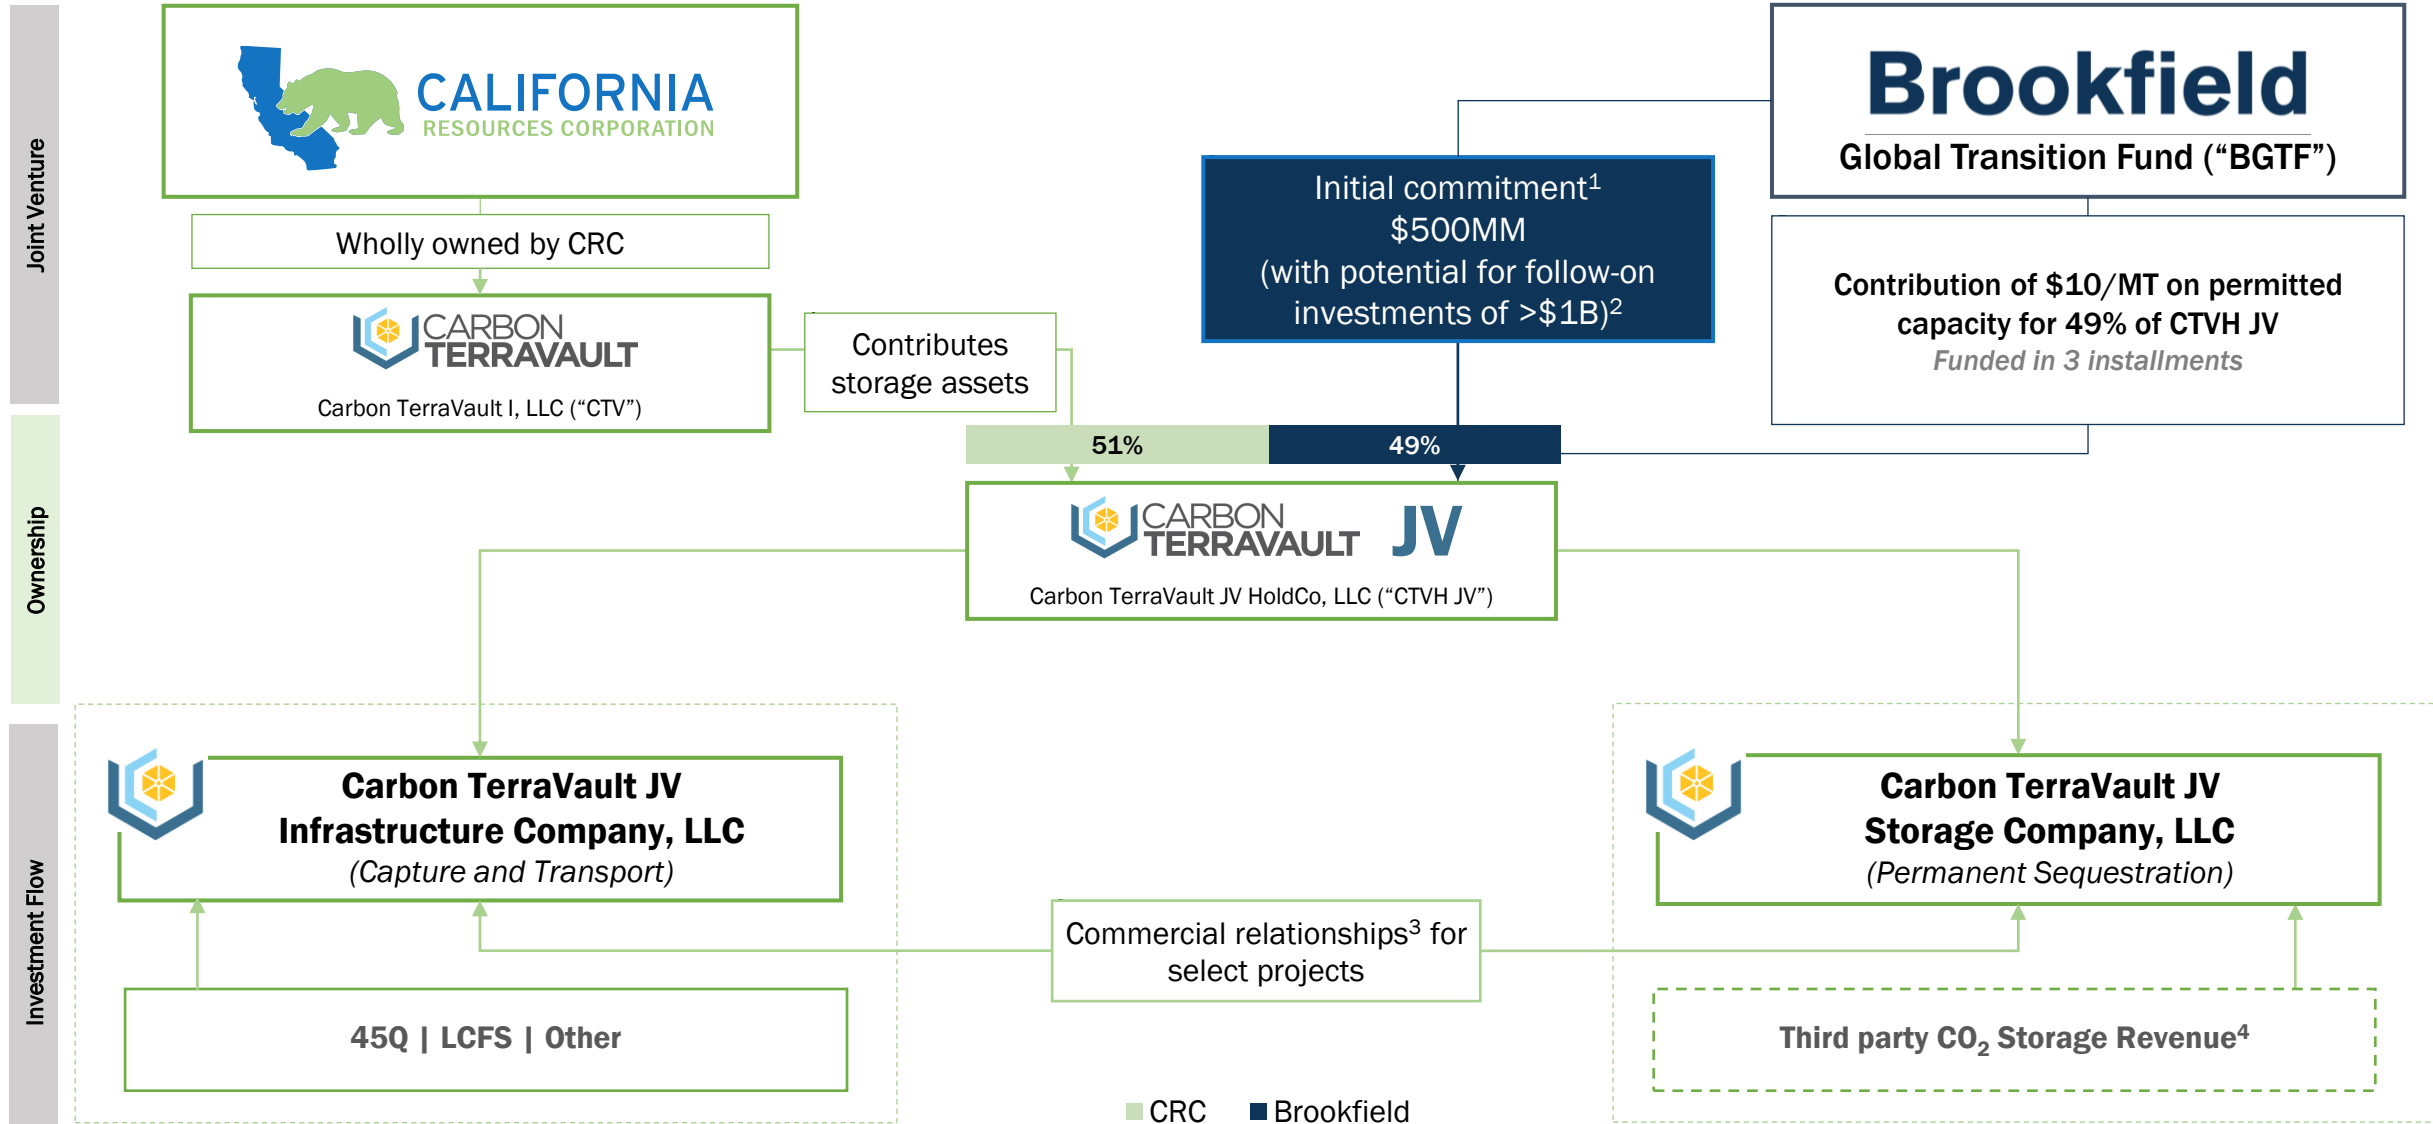 Joint Venture
CALIFORNIA
RESOURCES CORPORATION
Wholly owned by CRC
CARBON
TERRAVAULT
Carbon TerraVault I, LLC (“CTV”)
Contributes
storage assets
Initial commitment¹
$500MM
(with potential for follow-on
investments of >$1B)²
Brookfield
Global Transition Fund (“BGTF”)
Contribution of $10/MT on permitted
capacity for 49% of CTVH JV
Funded in 3 installments
Ownership
51%
49%
CARBON
TERRAVAULT JV
Carbon TerraVault JV HoldCo, LLC (“CTVH JV”)
Investment Flow
Carbon TerraVault JV
Infrastructure Company, LLC
(Capture and Transport)
45Q | LCFS | Other
Commercial relationships³ for
select projects
Carbon TerraVault JV
Storage Company, LLC
(Permanent Sequestration)
Third party CO₂ Storage Revenue⁴
CRC
Brookfield